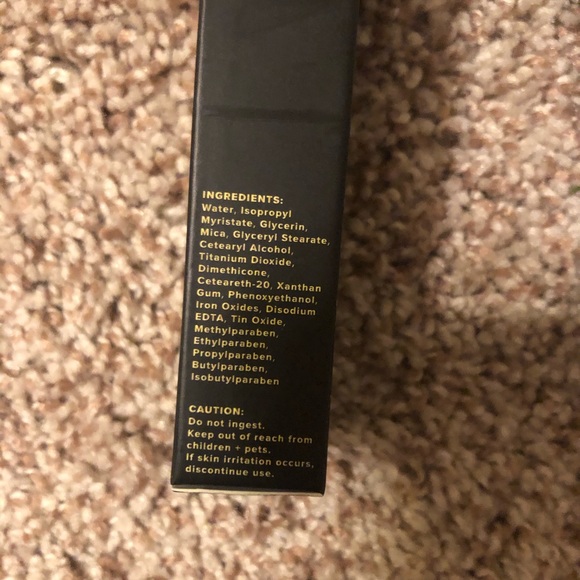 INGREDIENTS:
Water, Isopropyl
Myristate, Glycerin,
Mica, Glyceryl Stearate,
Cetearyl Alcohol,
Titanium Dioxide,
Dimethicone,
Ceteareth-20, Xanthan
Gum, Phenoxyethanol,
Iron Oxides, Disodium
EDTA, Tin Oxide,
Methylparaben,
Ethylparaben,
Propylparaben,
Butylparaben,
Isobutylparaben
CAUTION:
Do not ingest.
Keep out of reach from
children + pets.
If skin irritation occurs,
discontinue use.